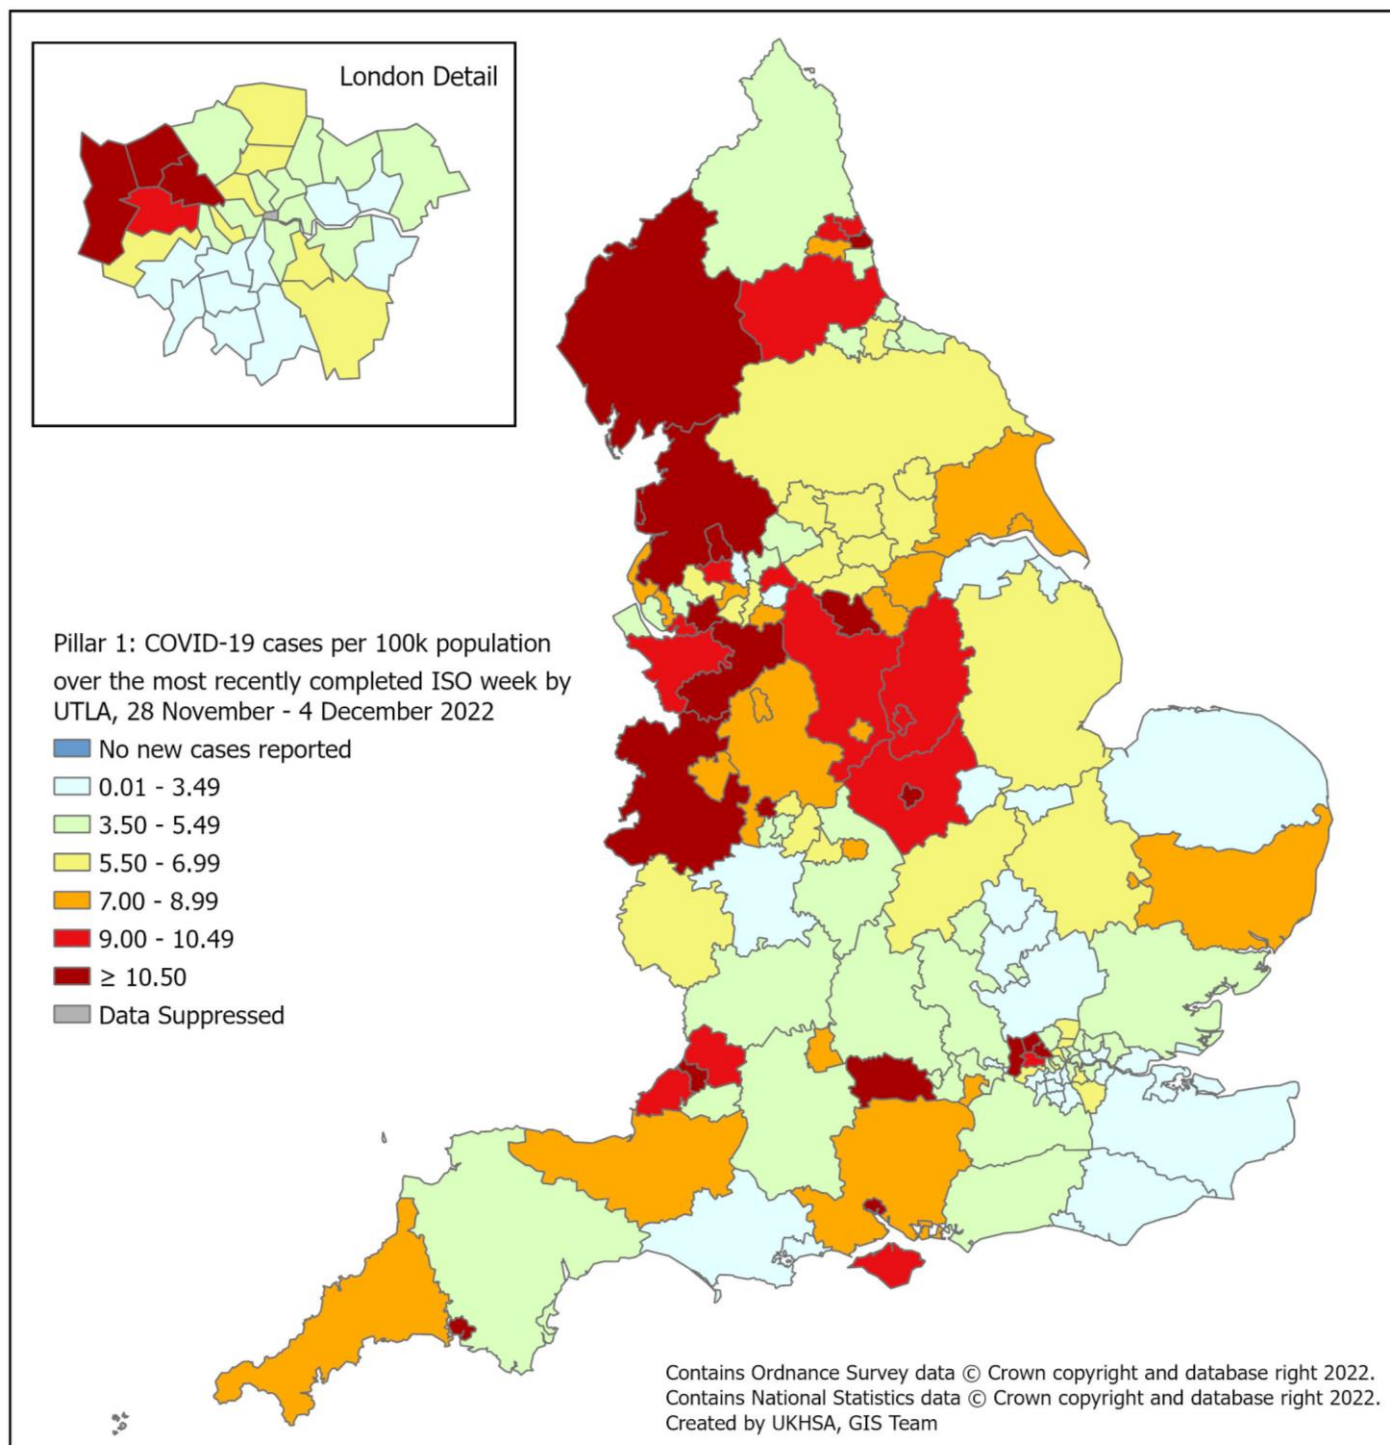 London Detail
Pillar 1: COVID-19 cases per 100k population
over the most recently completed ISO week by
UTLA, 28 November - 4 December 2022
No new cases reported
0.01 - 3.49
3.50 - 5.49
5.50 - 6.99
7.00 - 8.99
9.00 - 10.49
≥ 10.50
Data Suppressed
Contains Ordnance Survey data © Crown copyright and database right 2022.
Contains National Statistics data © Crown copyright and database right 2022.
Created by UKHSA, GIS Team